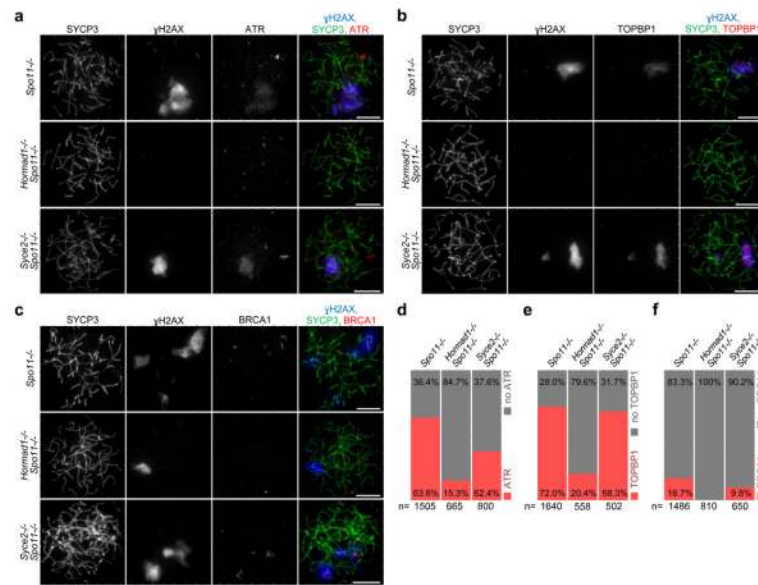 a
SYCP3 γH2AX ATR γH2AX, SYCP3, ATR
Spo11-/-
Hormad1-/- Spo11-/-
Syce2-/- Spo11-/-
b
SYCP3 γH2AX TOPBP1 γH2AX, SYCP3, TOPBP1
Spo11-/-
Hormad1-/- Spo11-/-
Syce2-/- Spo11-/-
c
SYCP3 γH2AX BRCA1 γH2AX, SYCP3, BRCA1
Spo11-/-
Hormad1-/- Spo11-/-
Syce2-/- Spo11-/-
d
Spo11-/- Hormad1-/- Spo11-/- Syce2-/- Spo11-/-
36.4% 84.7% 37.6%
63.6% 15.3% 62.4%
n= 1505 665 800
no ATR
ATR
e
Spo11-/- Hormad1-/- Spo11-/- Syce2-/- Spo11-/-
28.0% 79.6% 31.7%
72.0% 20.4% 68.3%
n= 1640 558 502
no TOPBP1
TOPBP1
f
Spo11-/- Hormad1-/- Spo11-/- Syce2-/- Spo11-/-
83.3% 100% 90.2%
16.7% 9.8%
n= 1486 810 650